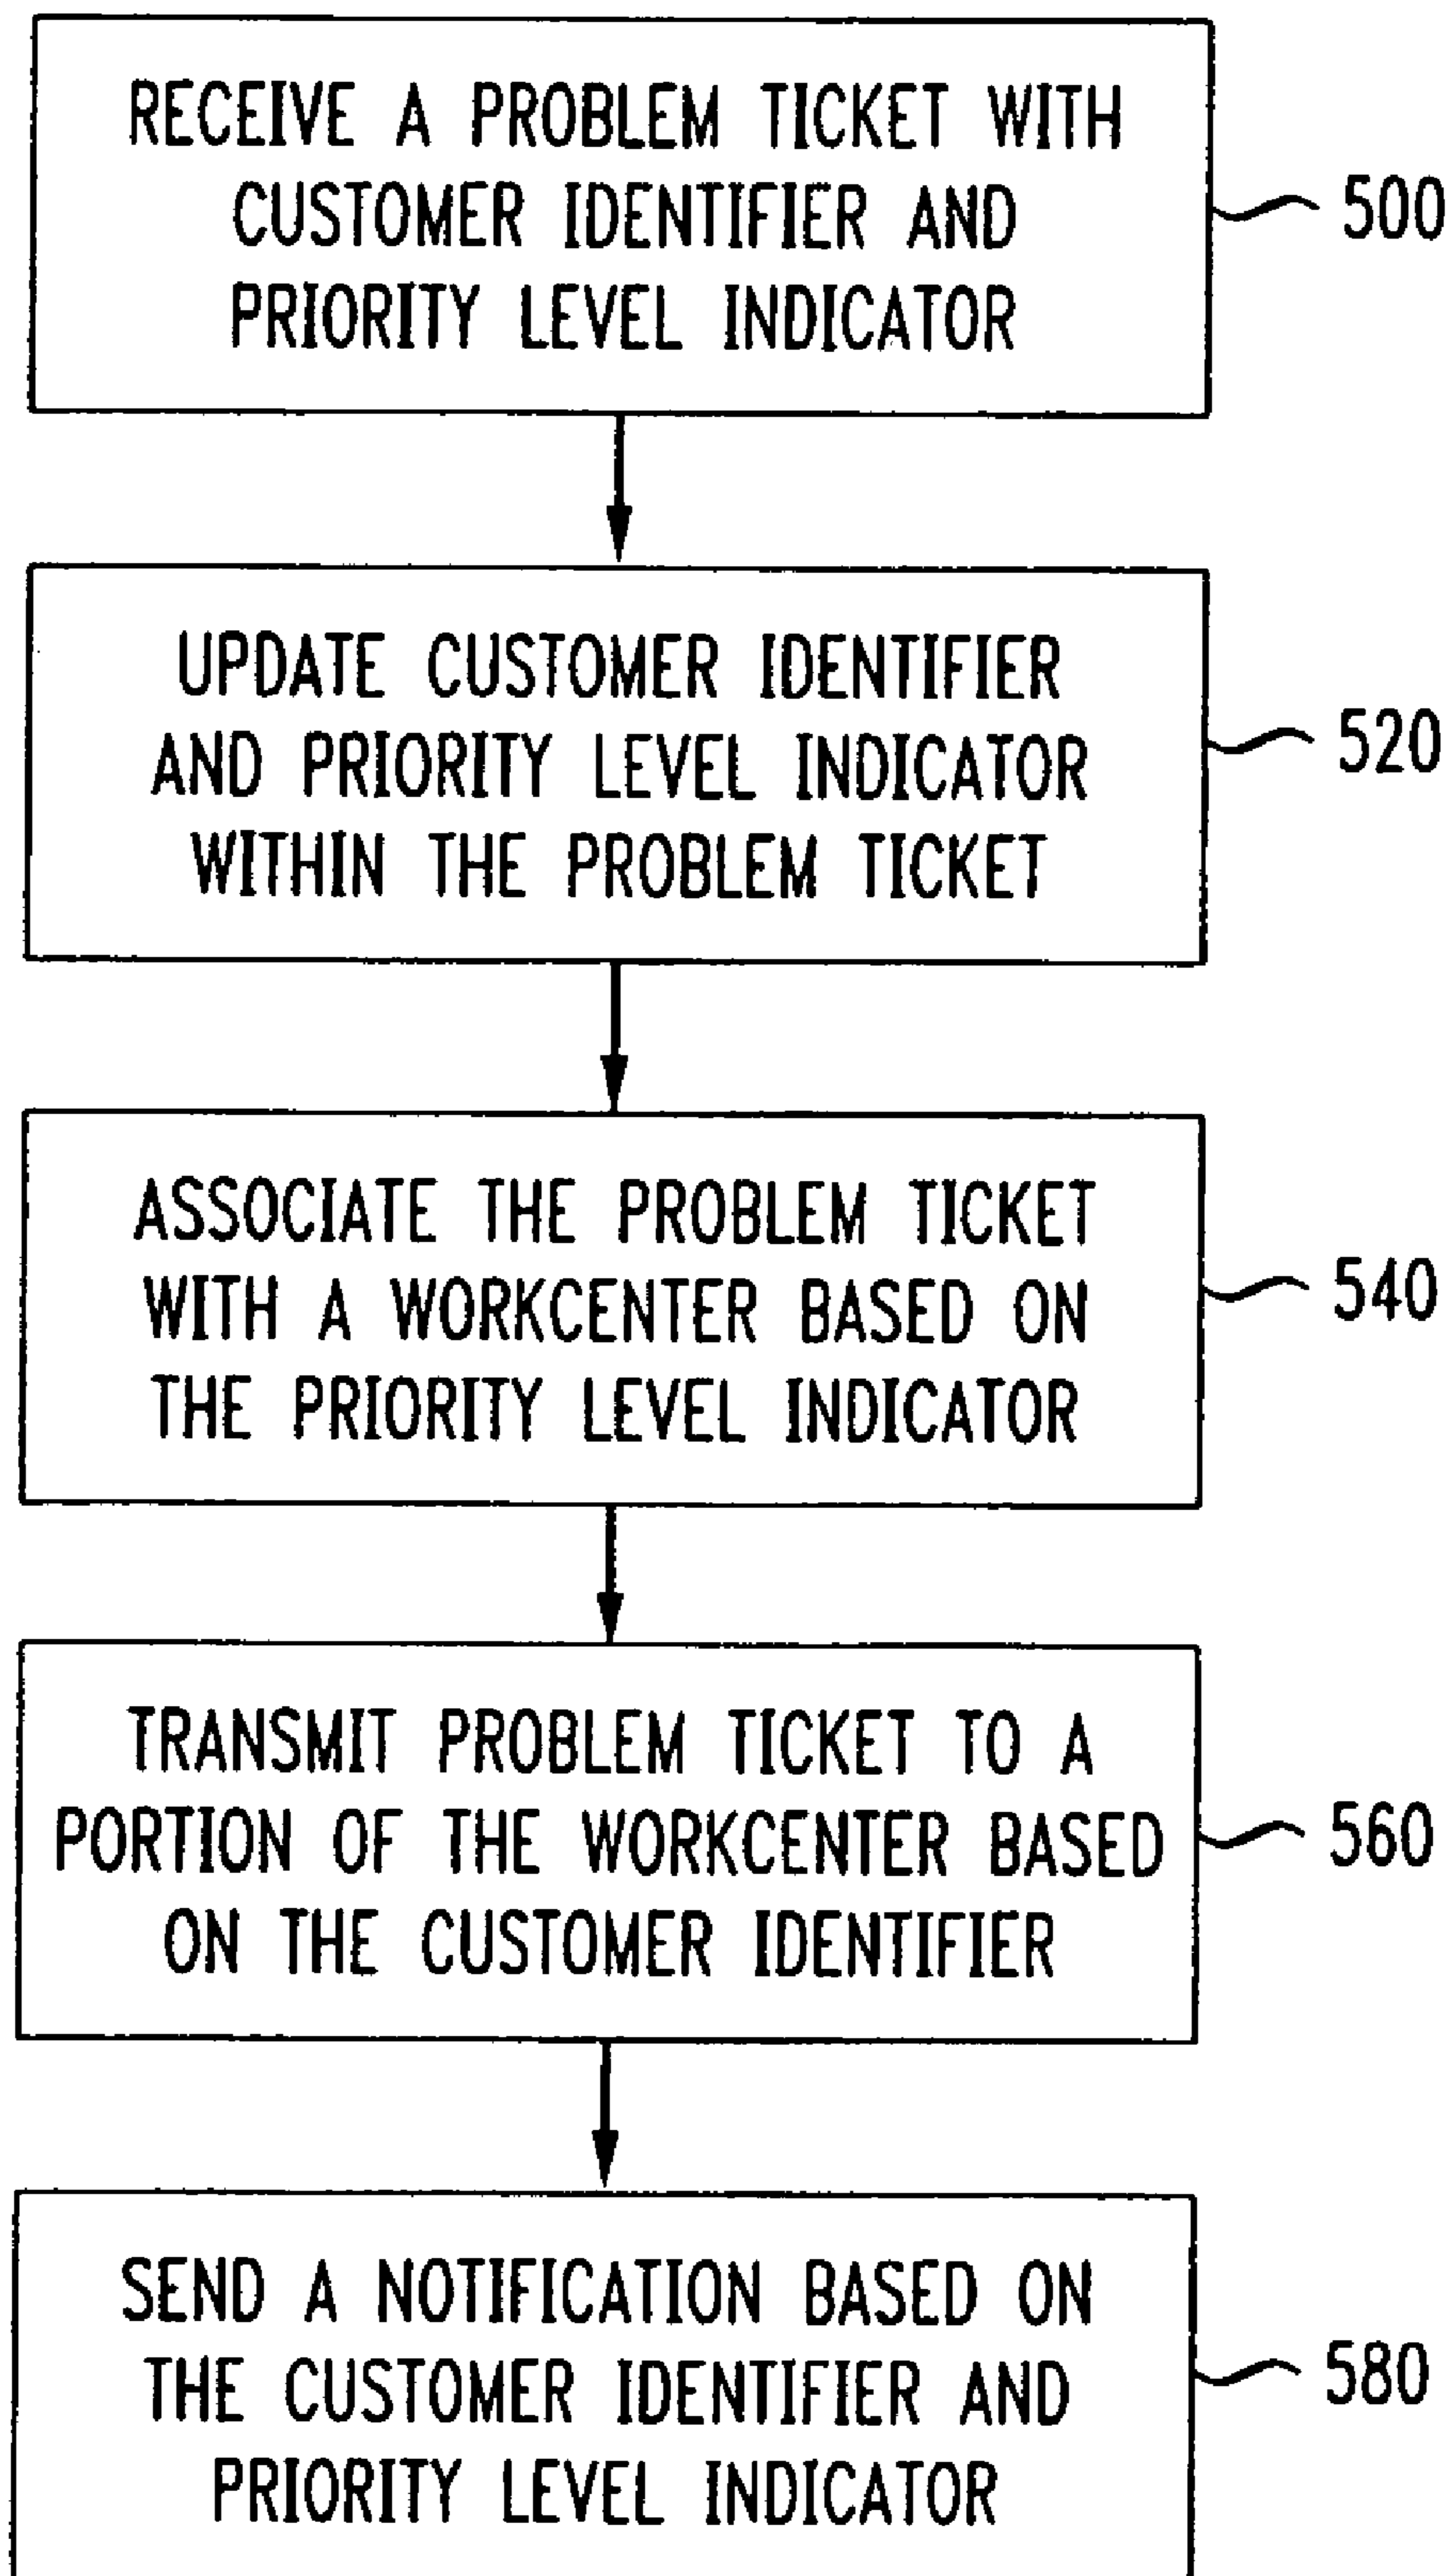 RECEIVE A PROBLEM TICKET WITH
CUSTOMER IDENTIFIER AND
PRIORITY LEVEL INDICATOR
500
UPDATE CUSTOMER IDENTIFIER
AND PRIORITY LEVEL INDICATOR
WITHIN THE PROBLEM TICKET
520
ASSOCIATE THE PROBLEM TICKET
WITH A WORKCENTER BASED ON
THE PRIORITY LEVEL INDICATOR
540
TRANSMIT PROBLEM TICKET TO A
PORTION OF THE WORKCENTER BASED
ON THE CUSTOMER IDENTIFIER
560
SEND A NOTIFICATION BASED ON
THE CUSTOMER IDENTIFIER AND
PRIORITY LEVEL INDICATOR
580